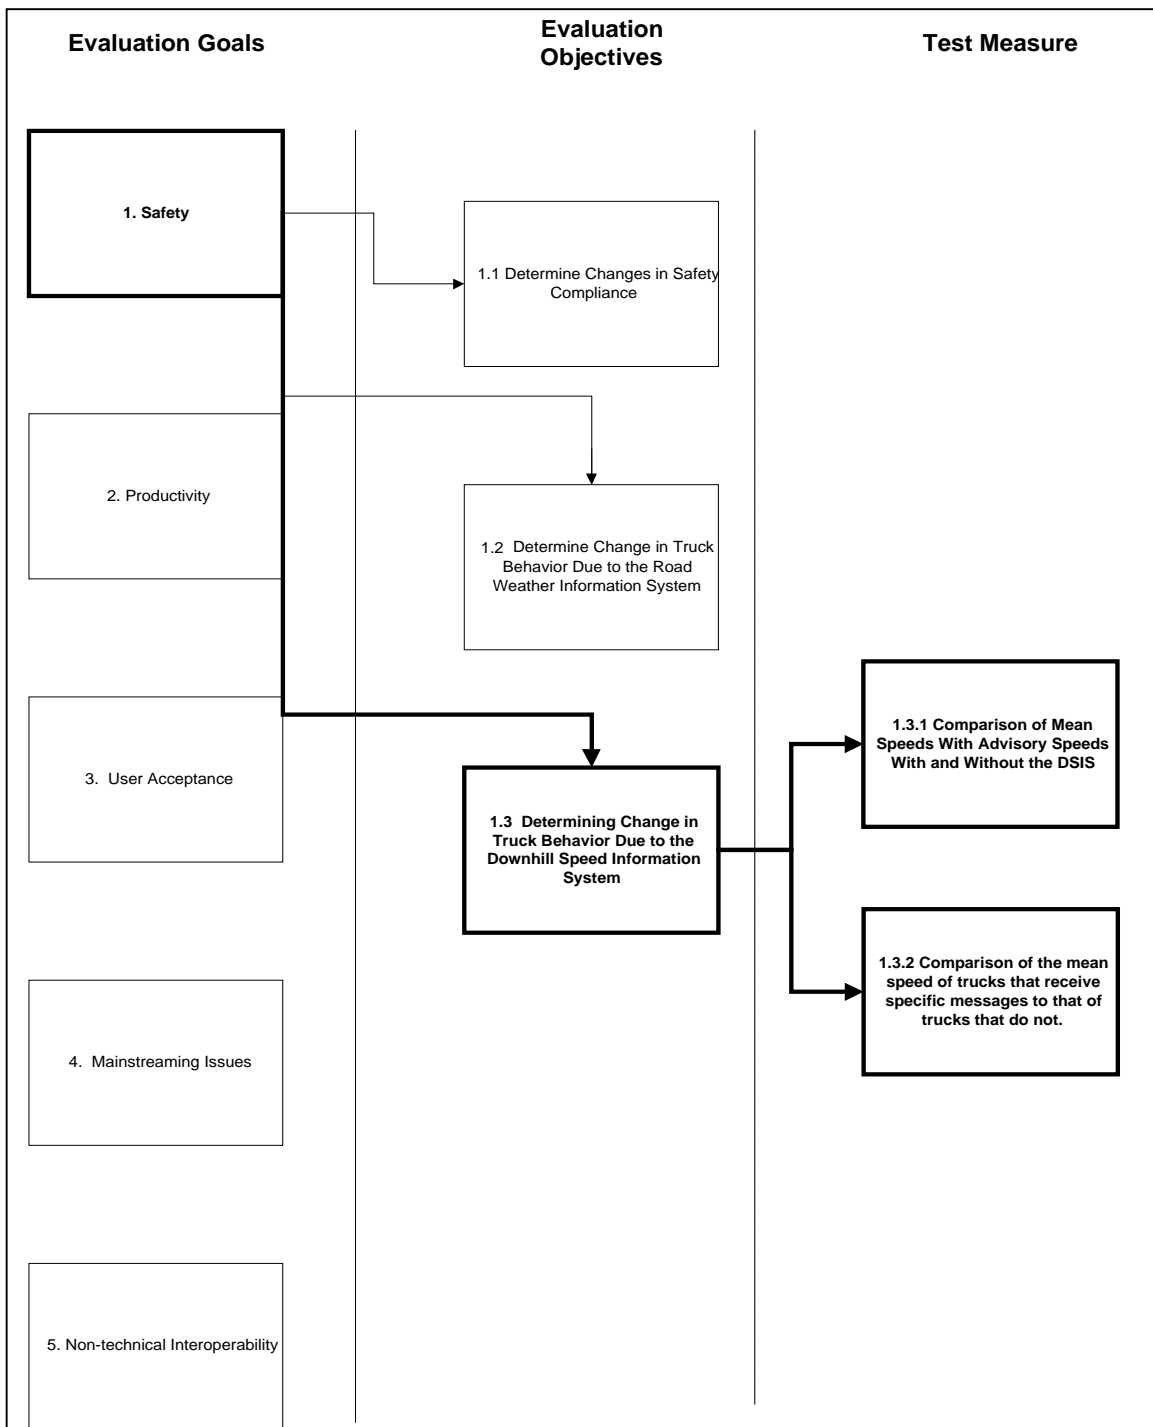 Evaluation Goals
Evaluation
Objectives
Test Measure
1. Safety
1.1 Determine Changes in Safety
Compliance
2. Productivity
1.2 Determine Change in Truck
Behavior Due to the Road
Weather Information System
3. User Acceptance
1.3 Determining Change in
Truck Behavior Due to the
Downhill Speed Information
System
1.3.1 Comparison of Mean
Speeds With Advisory Speeds
With and Without the DSIS
1.3.2 Comparison of the mean
speed of trucks that receive
specific messages to that of
trucks that do not.
4. Mainstreaming Issues
5. Non-technical Interoperability